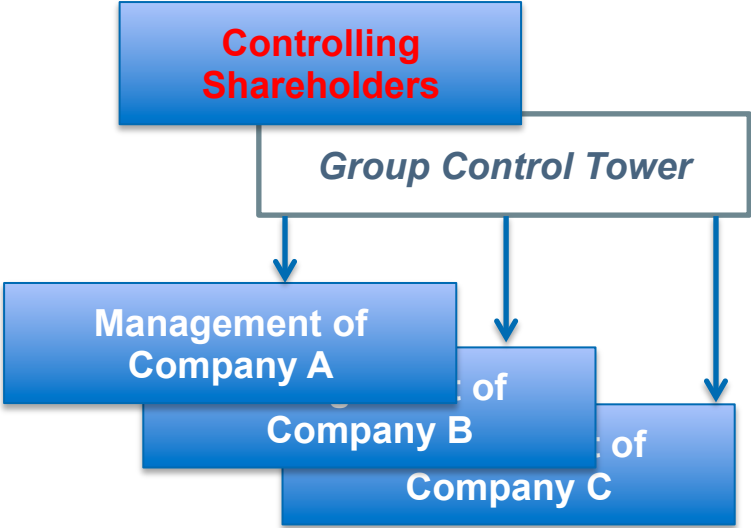 Controlling
Shareholders
Group Control Tower
Management of
Company A
of
Company B
of
Company C